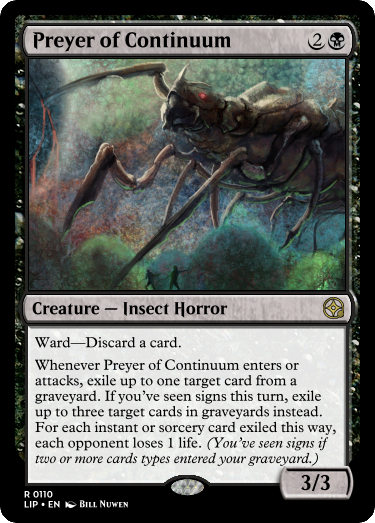 Preyer of Continuum
2
Creature — Insect Horror
Ward—Discard a card.
Whenever Preyer of Continuum enters or
attacks, exile up to one target card from a
graveyard. If you've seen signs this turn, exile
up to three target cards in graveyards instead.
For each instant or sorcery card exiled this way,
each opponent loses 1 life. (You've seen signs if
two or more cards types entered your graveyard.)
3/3
R 0110
LIP • EN Bill Nuwen